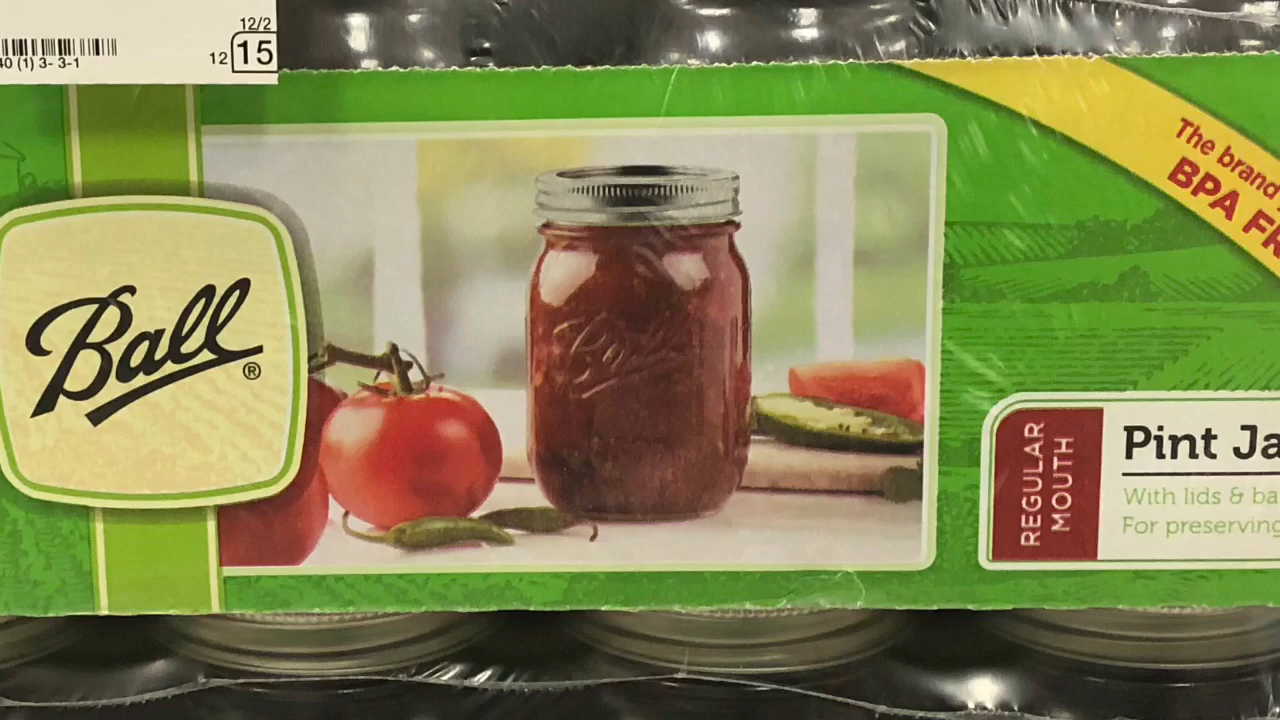 12/2
40 (1) 3- 3-1
12 15
The brand
BPA FR
Ball®
Ball
REGULAR
MOUTH
Pint Ja
With lids & ba
For preserving